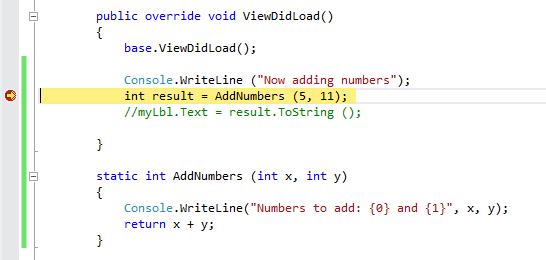 public override void ViewDidLoad()
{
base.ViewDidLoad();
Console.WriteLine ("Now adding numbers");
int result = AddNumbers (5, 11);
//myLbl.Text = result.ToString ();
}
static int AddNumbers (int x, int y)
{
Console.WriteLine("Numbers to add: {0} and {1}", x, y);
return x + y;
}